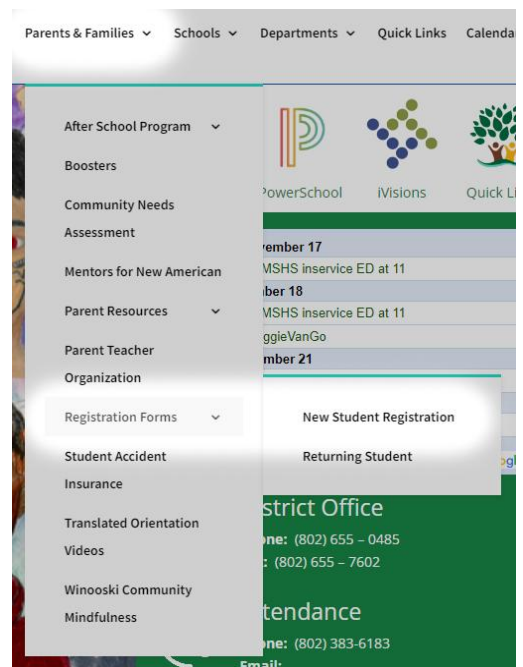 Parents & Families Schools Departments Quick Links Calenda
After School Program
Boosters
Community Needs
Assessment
Mentors for New American
Parent Resources
Parent Teacher
Organization
Registration Forms
Student Accident
Insurance
Translated Orientation
Videos
Winooski Community
Mindfulness
New Student Registration
Returning Student
PowerSchool iVisions Quick Li
vember 17
MSHS inservice ED at 11
ber 18
MSHS inservice ED at 11
ggieVanGo
mber 21
strict Office
one: (802) 655 – 0485
: (802) 655 – 7602
tendance
one: (802) 383-6183
Email: